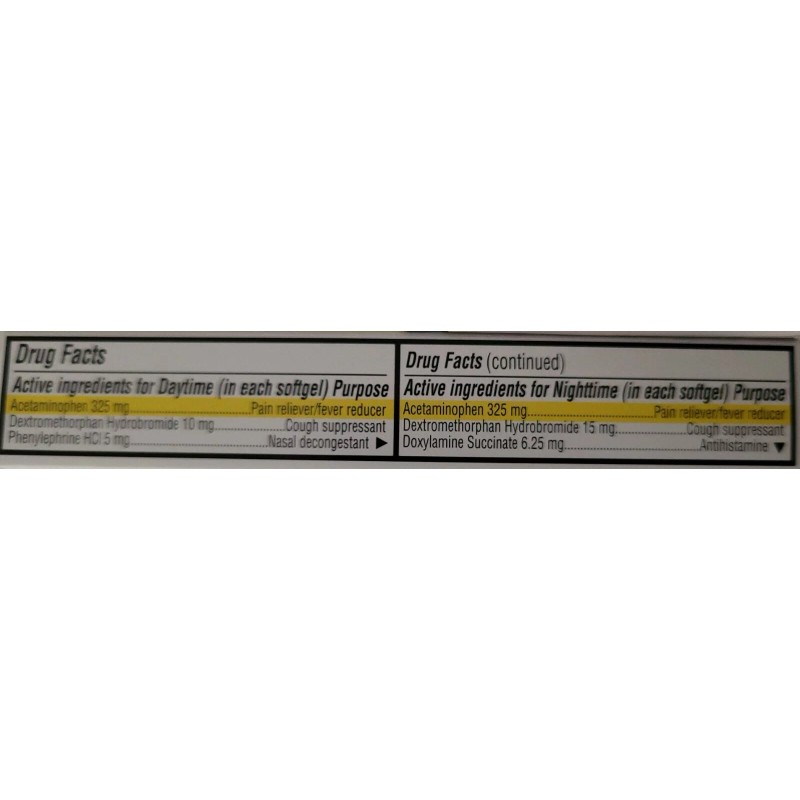 Drug Facts
Active ingredients for Daytime (in each softgel) Purpose
Acetaminophen 325 mg..............................Pain reliever/fever reducer
Dextromethorphan Hydrobromide 10 mg..................Cough suppressant
Phenylephrine HCl 5 mg..............................Nasal decongestant ▶
Drug Facts (continued)
Active ingredients for Nighttime (in each softgel) Purpose
Acetaminophen 325 mg..............................Pain reliever/fever reducer
Dextromethorphan Hydrobromide 15 mg..................Cough suppressant
Doxylamine Succinate 6.25 mg..............................Antihistamine ▼